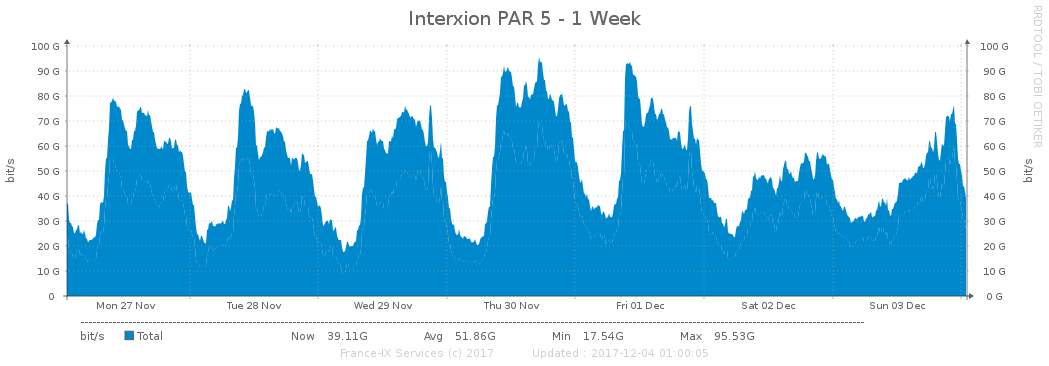 Interxion PAR 5 - 1 Week
RRDTOOL / TOBI OETIKER
bit/s
100 G 100 G
90 G 90 G
80 G 80 G
70 G 70 G
60 G 60 G
50 G 50 G
40 G 40 G
30 G 30 G
20 G 20 G
10 G 10 G
0 0 G
bit/s
Mon 27 Nov Tue 28 Nov Wed 29 Nov Thu 30 Nov Fri 01 Dec Sat 02 Dec Sun 03 Dec
bit/s Total Now 39.11G Avg 51.86G Min 17.54G Max 95.53G
France-IX Services (c) 2017 Updated : 2017-12-04 01:00:05